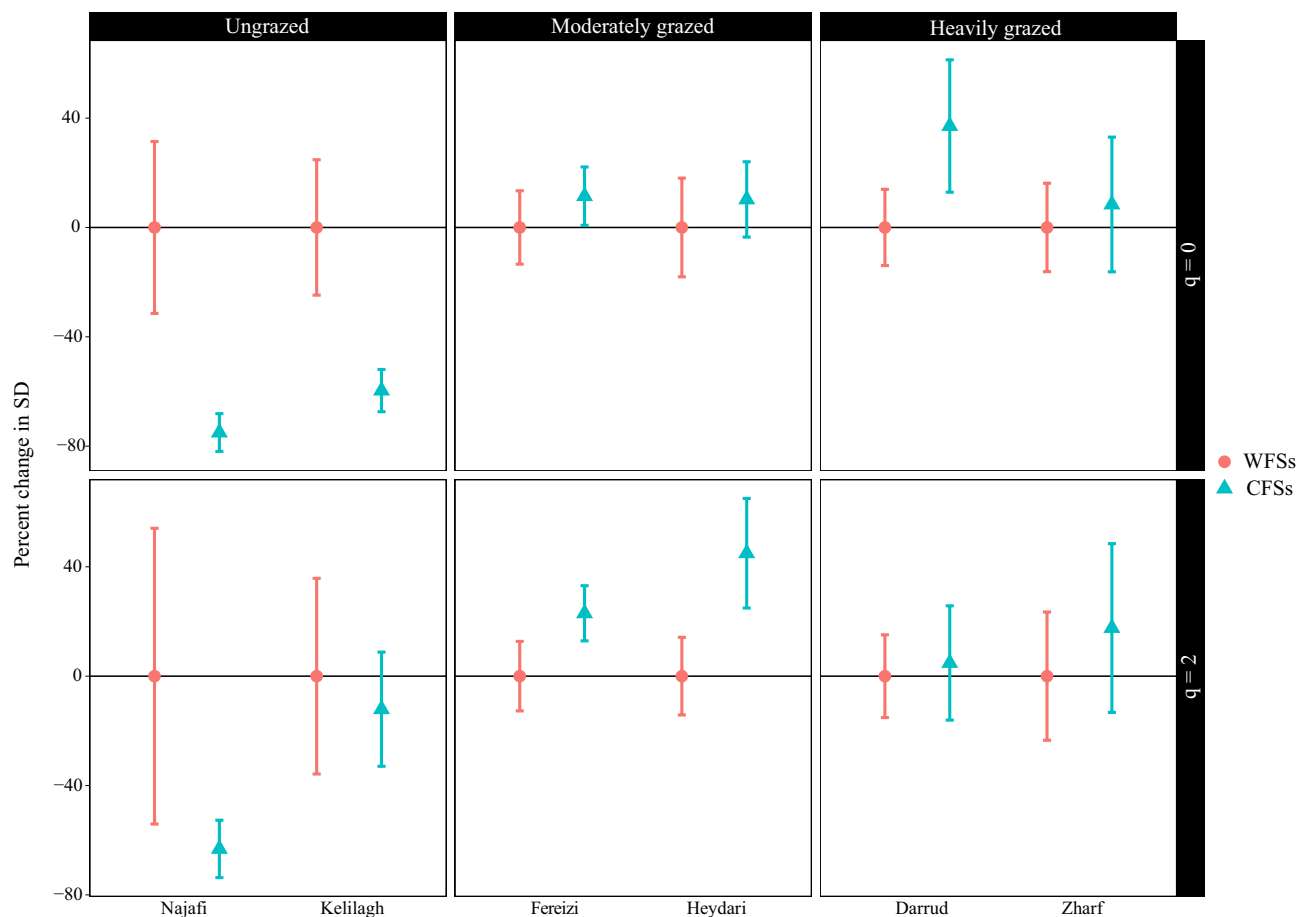 Ungrazed
Moderately grazed
Heavily grazed
40
0
−40
−80
q = 0
Percent change in SD
WFSs
CFSs
40
0
−40
−80
q = 2
Najafi
Kelilagh
Fereizi
Heydari
Darrud
Zharf